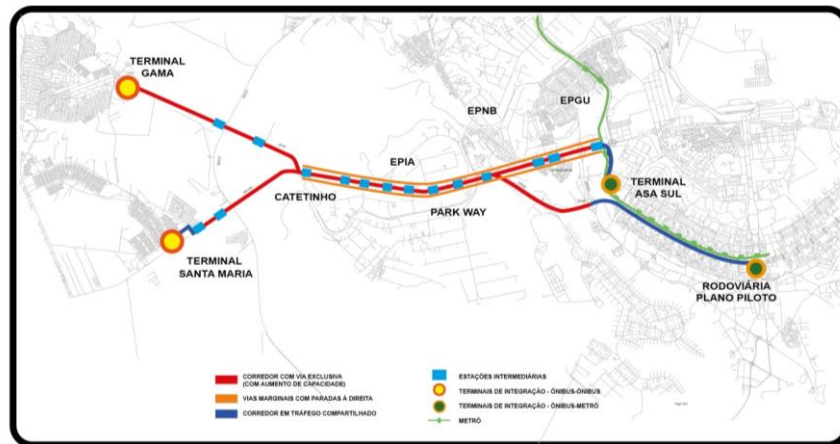 TERMINAL
GAMA
EPNB
EPGU
EPIA
CATETINHO
PARK WAY
TERMINAL
ASA SUL
TERMINAL
SANTA MARIA
RODOVIÁRIA
PLANO PILOTO
CORREDOR COM VIA EXCLUSIVA
(COM AUMENTO DE CAPACIDADE)
VIAS MARGINAIS COM PARADAS À DIREITA
CORREDOR EM TRÁFEGO COMPARTILHADO
ESTAÇÕES INTERMEDIÁRIAS
TERMINAIS DE INTEGRAÇÃO - ÔNIBUS-ÔNIBUS
TERMINAIS DE INTEGRAÇÃO - ÔNIBUS-METRÔ
METRÔ